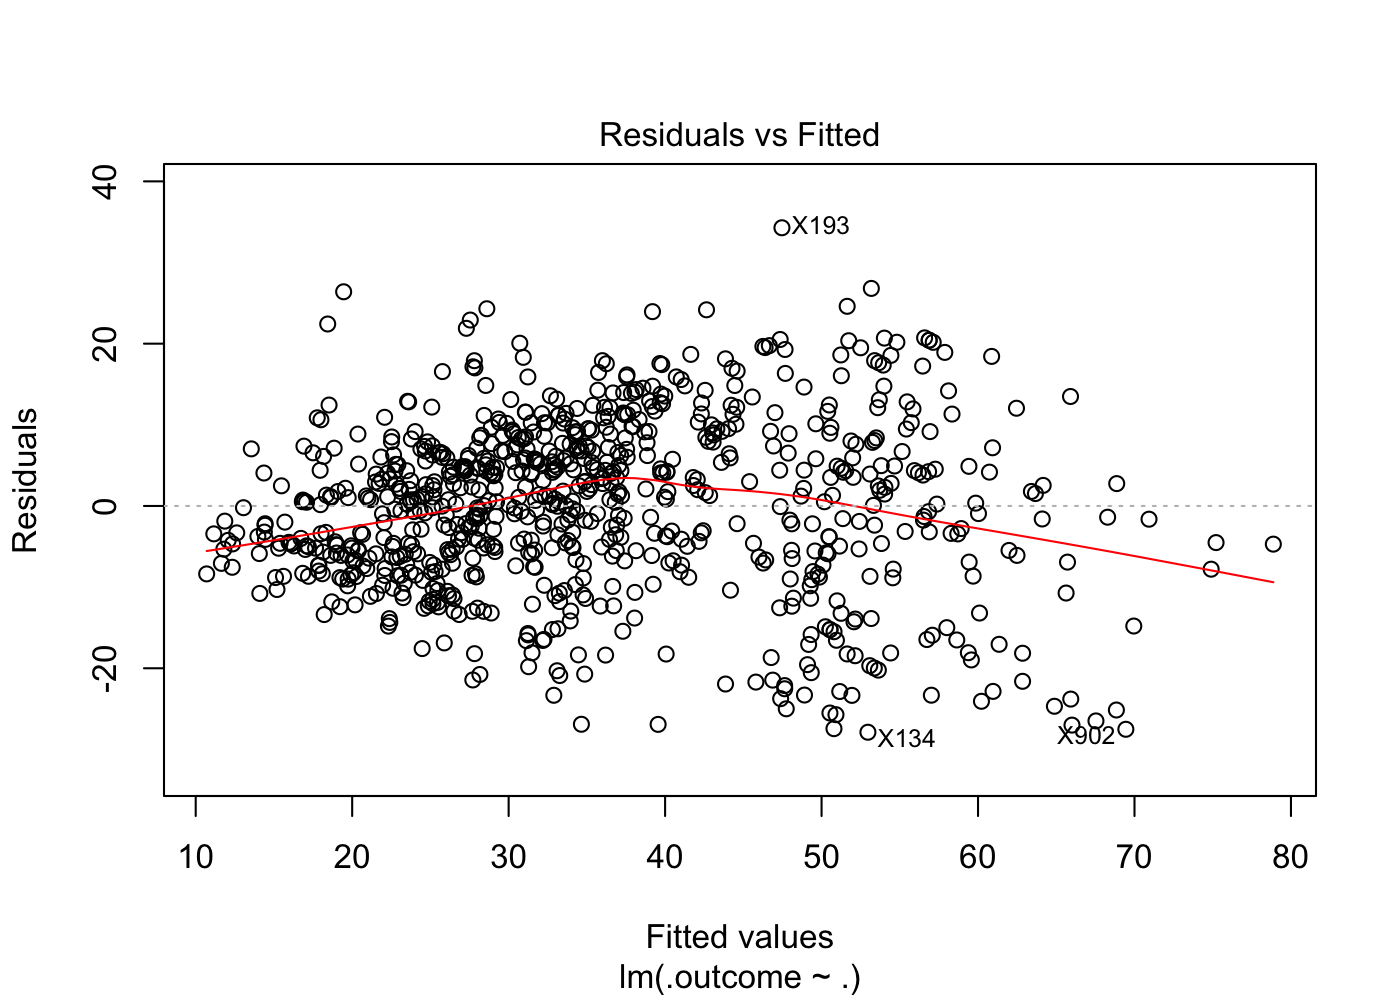 Residuals vs Fitted
Residuals
40
20
0
-20
X193
X134
X902
10 20 30 40 50 60 70 80
Fitted values
lm(.outcome ~ .)